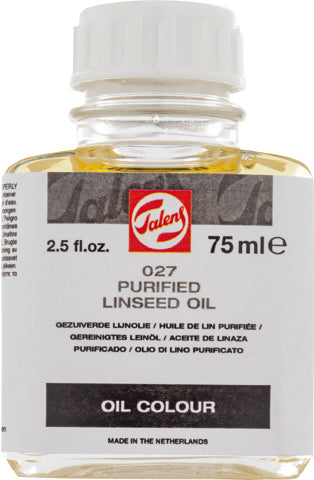 Talens
2.5 fl.oz. 75 ml e
027
PURIFIED
LINSEED OIL
GEZUIVERDE LIJNOLIE / HUILE DE LIN PURIFIÉE /
GEREINIGTES LEINÖL / ACEITE DE LINAZA
PURIFICADO / OLIO DI LINO PURIFICATO
OIL COLOUR
MADE IN THE NETHERLANDS